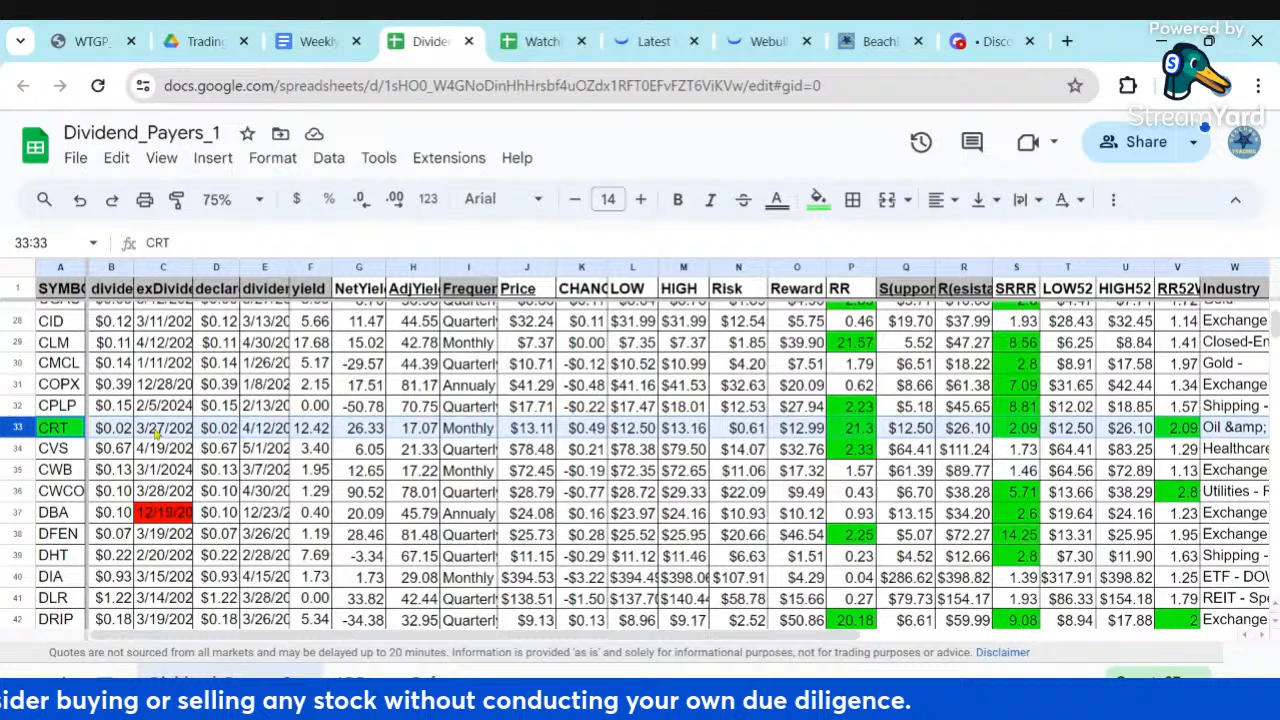 Powered by
StreamYard
WTGP_ Trading Weekly Divide Watch Latest Webull Beachi • Disco
docs.google.com/spreadsheets/d/1sHO0_W4GNoDinHhHrsbf4uOZdx1RFT0EFvFZT6ViKVw/edit#gid=0
Dividend_Payers_1
File Edit View Insert Format Data Tools Extensions Help
Share
75% $ % .0 .00 123 Arial 14 B I A
33:33 fx CRT
A B C D E F G H I J K L M N O P Q R S T U V W
1 SYMBO divide exDivide declar divider yield NetYiel AdjYiel Frequer Price CHANG LOW HIGH Risk Reward RR S(uppor R(esista SRRR LOW52 HIGH52 RR52V Industry
28 CID $0.12 3/11/202 $0.12 3/13/20 5.66 11.47 44.55 Quarterl $32.24 $0.11 $31.99 $31.99 $12.54 $5.75 0.46 $19.70 $37.99 1.93 $28.43 $32.45 1.14 Exchange
29 CLM $0.11 4/12/202 $0.11 4/30/20 17.68 15.02 42.78 Monthly $7.37 $0.00 $7.35 $7.37 $1.85 $39.90 21.57 5.52 $47.27 8.56 $6.25 $8.84 1.41 Closed-En
30 CMCL $0.14 1/11/202 $0.14 1/26/20 5.17 -29.57 44.39 Quarterl $10.71 -$0.12 $10.52 $10.99 $4.20 $7.51 1.79 $6.51 $18.22 2.8 $8.91 $17.58 1.97 Gold -
31 COPX $0.39 12/28/20 $0.39 1/8/202 2.15 17.51 81.17 Annualy $41.29 -$0.48 $41.16 $41.53 $32.63 $20.09 0.62 $8.66 $61.38 7.09 $31.65 $42.44 1.34 Exchange
32 CPLP $0.15 2/5/2024 $0.15 2/13/20 0.00 -50.78 70.75 Quarterl $17.71 -$0.22 $17.47 $18.01 $12.53 $27.94 2.23 $5.18 $45.65 8.81 $12.02 $18.85 1.57 Shipping -
33 CRT $0.02 3/27/202 $0.02 4/12/20 12.42 26.33 17.07 Monthly $13.11 $0.49 $12.50 $13.16 $0.61 $12.99 21.3 $12.50 $26.10 2.09 $12.50 $26.10 2.09 Oil &amp;
34 CVS $0.67 4/19/202 $0.67 5/1/202 3.40 6.05 21.33 Quarterl $78.48 $0.21 $78.38 $79.50 $14.07 $32.76 2.33 $64.41 $111.24 1.73 $64.41 $83.25 1.29 Healthcare
35 CWB $0.13 3/1/2024 $0.13 3/7/202 1.95 12.65 17.22 Monthly $72.45 -$0.19 $72.35 $72.65 $11.06 $17.32 1.57 $61.39 $89.77 1.46 $64.56 $72.89 1.13 Exchange
36 CWCO $0.10 3/28/202 $0.10 4/30/20 1.29 90.52 78.01 Quarterl $28.79 -$0.77 $28.72 $29.33 $22.09 $9.49 0.43 $6.70 $38.28 5.71 $13.66 $38.29 2.8 Utilities - R
37 DBA $0.10 12/19/20 $0.10 12/23/2 0.40 20.09 45.79 Annualy $24.08 $0.16 $23.97 $24.16 $10.93 $10.12 0.93 $13.15 $34.20 2.6 $19.64 $24.16 1.23 Exchange
38 DFEN $0.07 3/19/202 $0.07 3/26/20 1.13 28.46 81.48 Quarterl $25.73 $0.28 $25.52 $25.95 $20.66 $46.54 2.25 $5.07 $72.27 14.25 $13.31 $25.95 1.95 Exchange
39 DHT $0.22 2/20/202 $0.22 2/28/20 7.69 -3.34 67.15 Quarterl $11.15 -$0.29 $11.12 $11.46 $6.63 $1.51 0.23 $4.52 $12.66 2.8 $7.30 $11.90 1.63 Shipping -
40 DIA $0.93 3/15/202 $0.93 4/15/20 1.73 1.73 29.08 Monthly $394.53 -$3.22 $394.4 $398.06 $107.91 $4.29 0.04 $286.62 $398.82 1.39 $317.91 $398.82 1.25 ETF - DOV
41 DLR $1.22 3/14/202 $1.22 3/28/20 0.00 33.82 42.44 Quarterl $138.51 -$1.50 $137.70 $140.44 $58.78 $15.66 0.27 $79.73 $154.17 1.93 $86.33 $154.18 1.79 REIT - Spe
42 DRIP $0.18 3/19/202 $0.18 3/26/20 5.34 -34.38 32.95 Quarterl $9.13 $0.13 $8.96 $9.17 $2.52 $50.86 20.18 $6.61 $59.99 9.08 $8.94 $17.88 2 Exchange
Quotes are not sourced from all markets and may be delayed up to 20 minutes. Information is provided 'as is' and solely for informational purposes, not for trading purposes or advice. Disclaimer
sider buying or selling any stock without conducting your own due diligence.